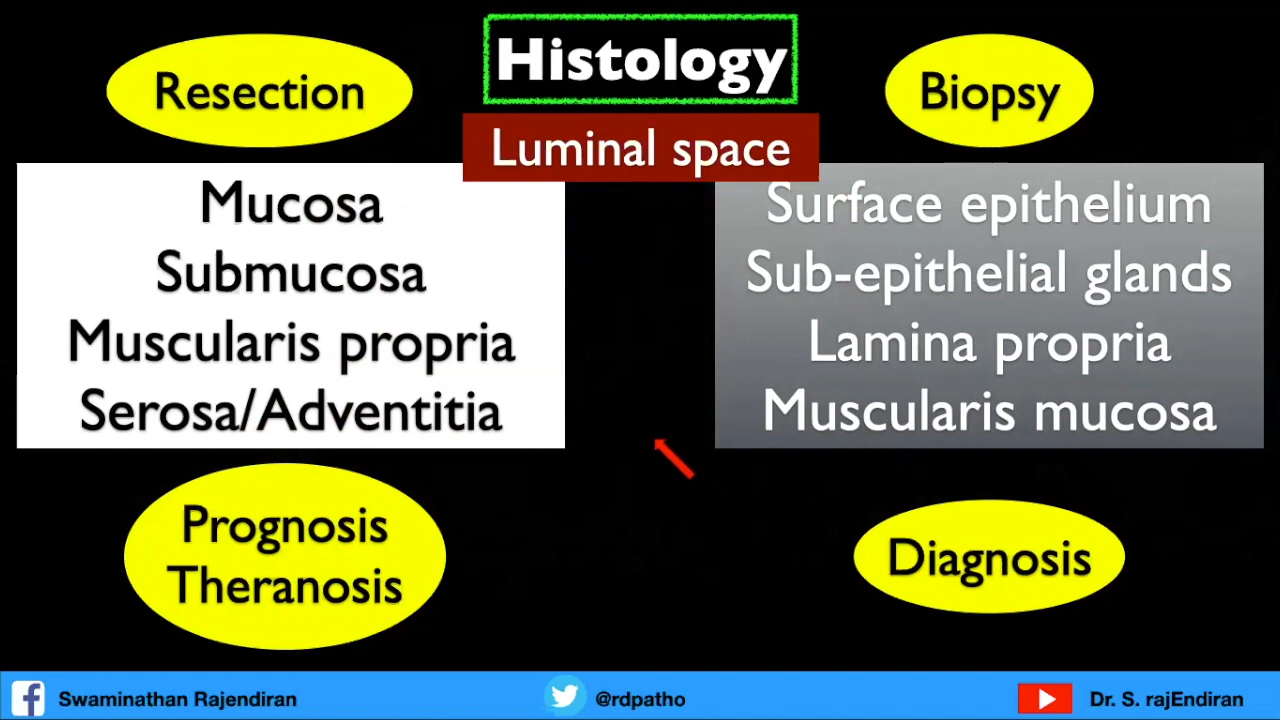 Histology
Luminal space
Resection
Mucosa
Submucosa
Muscularis propria
Serosa/Adventitia
Prognosis
Theranosis
Biopsy
Surface epithelium
Sub-epithelial glands
Lamina propria
Muscularis mucosa
Diagnosis
Swaminathan Rajendiran
@rdpatho
Dr. S. rajEndiran